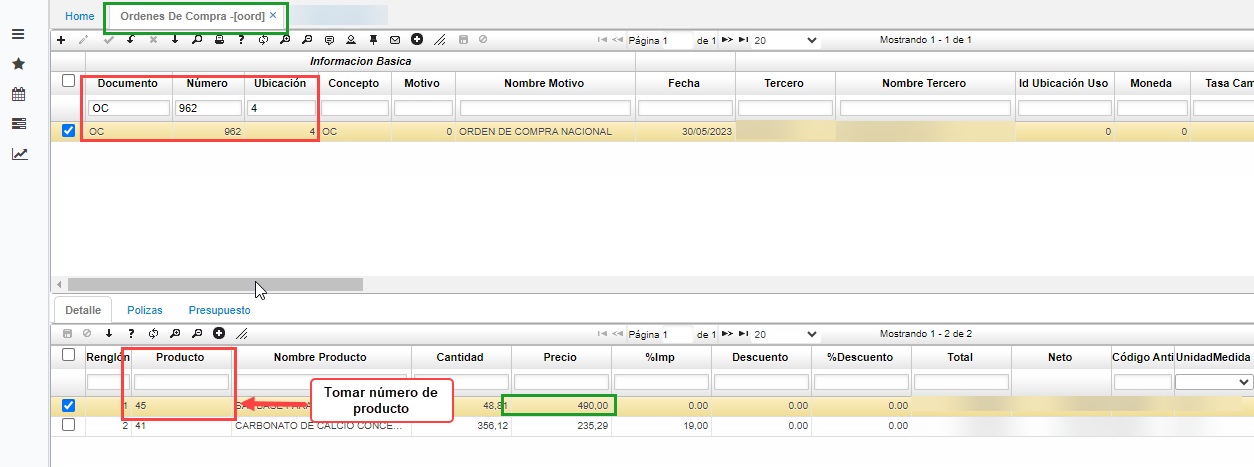 Home
Ordenes De Compra -[oord] ×
Página 1 de 1 20 Mostrando 1 - 1 de 1
Informacion Basica
Documento Número Ubicación Concepto Motivo Nombre Motivo Fecha Tercero Nombre Tercero Id Ubicación Uso Moneda Tasa Cam
OC 962 4
OC 962 4 OC 0 ORDEN DE COMPRA NACIONAL 30/05/2023 0 0
Detalle Polizas Presupuesto
Página 1 de 1 20 Mostrando 1 - 2 de 2
Renglón Producto Nombre Producto Cantidad Precio %Imp Descuento %Descuento Total Neto Código Anti UnidadMedida
Tomar número de
producto
1 45 48,81 490,00 0.00 0.00 0.00
2 41 CARBONATO DE CALCIO CONCE... 356,12 235,29 19,00 0.00 0.00